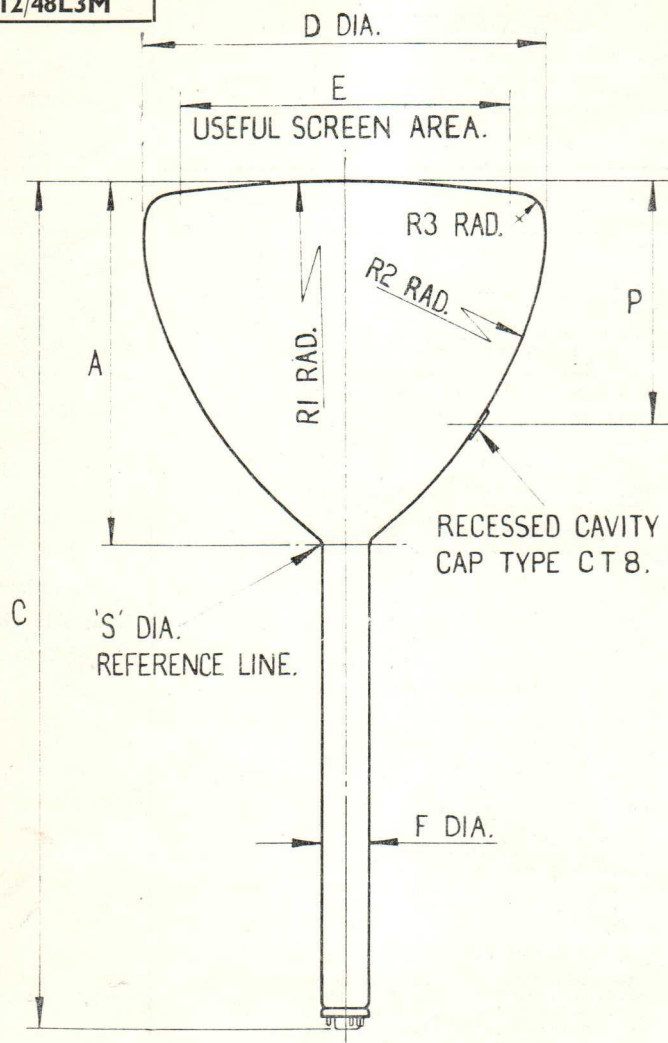 12/48L3M
D DIA.
E
USEFUL SCREEN AREA.
R3 RAD.
R2 RAD.
P
A
R1 RAD.
RECESSED CAVITY
CAP TYPE CT8.
C
'S' DIA.
REFERENCE LINE.
F DIA.